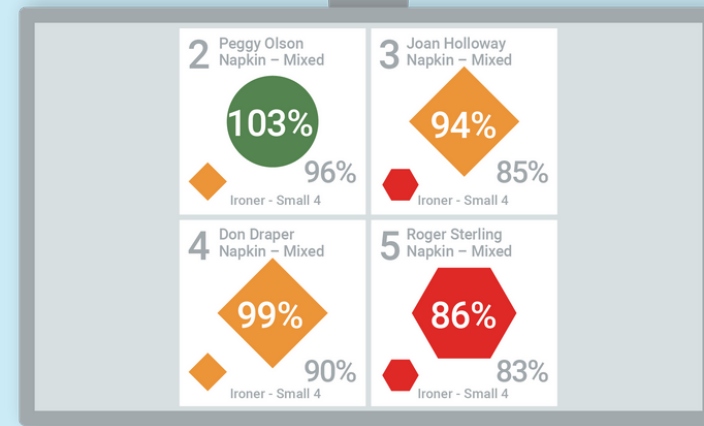 2
Peggy Olson
Napkin – Mixed
103%
96%
Ironer - Small 4
3
Joan Holloway
Napkin – Mixed
94%
85%
Ironer - Small 4
4
Don Draper
Napkin – Mixed
99%
90%
Ironer - Small 4
5
Roger Sterling
Napkin – Mixed
86%
83%
Ironer - Small 4